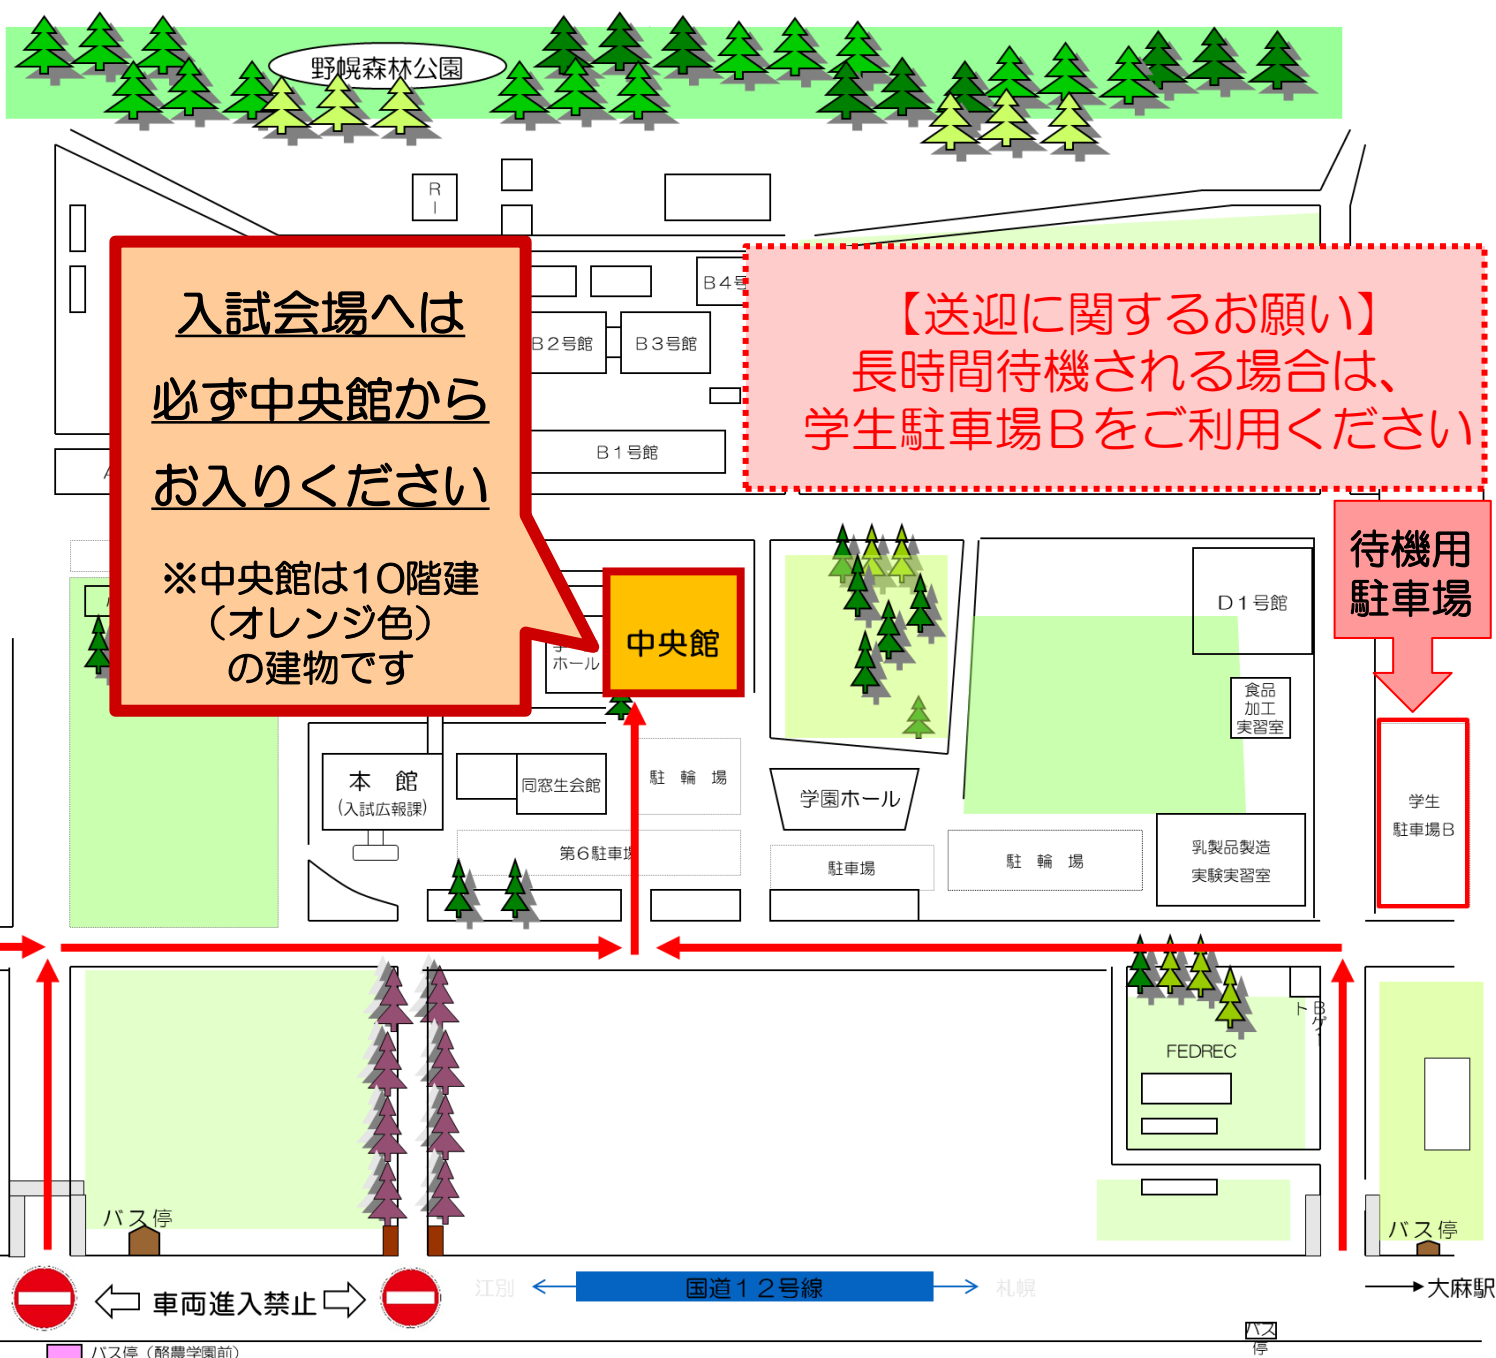 野幌森林公園
RI
B4号
B2号館
B3号館
B1号館
入試会場へは
必ず中央館から
お入りください
※中央館は10階建
（オレンジ色）
の建物です
【送迎に関するお願い】
長時間待機される場合は、
学生駐車場Bをご利用ください
待機用
駐車場
中央館
ホール
D1号館
食品
加工
実習室
本　館
(入試広報課)
同窓生会館
駐　輪　場
学園ホール
第6駐車場
駐車場
駐　輪　場
乳製品製造
実験実習室
学生
駐車場B
Bゲート
FEDREC
バス停
バス停
車両進入禁止
江別
国道12号線
札幌
大麻駅
バス
停
バス停（酪農学園前）